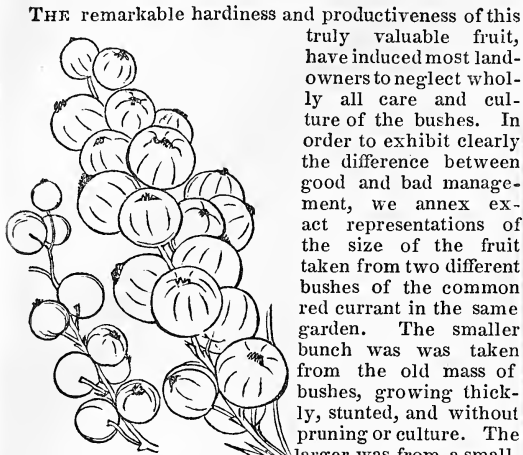 THE remarkable hardiness and productiveness of this
truly valuable fruit,
have induced most land-
owners to neglect whol-
ly all care and cul-
ture of the bushes. In
order to exhibit clearly
the difference between
good and bad manage-
ment, we annex ex-
act representations of
the size of the fruit
taken from two different
bushes of the common
red currant in the same
garden. The smaller
bunch was was taken
from the old mass of
bushes, growing thick-
ly, stunted, and without
pruning or culture. The
larger was from a small